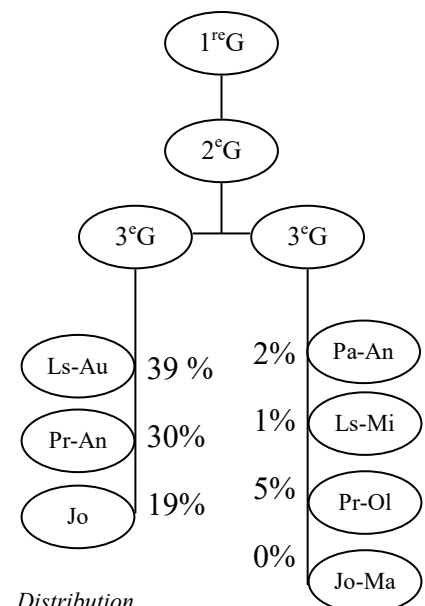 1ʳᵉG
2ᵉG
3ᵉG 3ᵉG
Ls-Au 39 % 2% Pa-An
Pr-An 30% 1% Ls-Mi
Jo 19% 5% Pr-Ol
0% Jo-Ma
Distribution